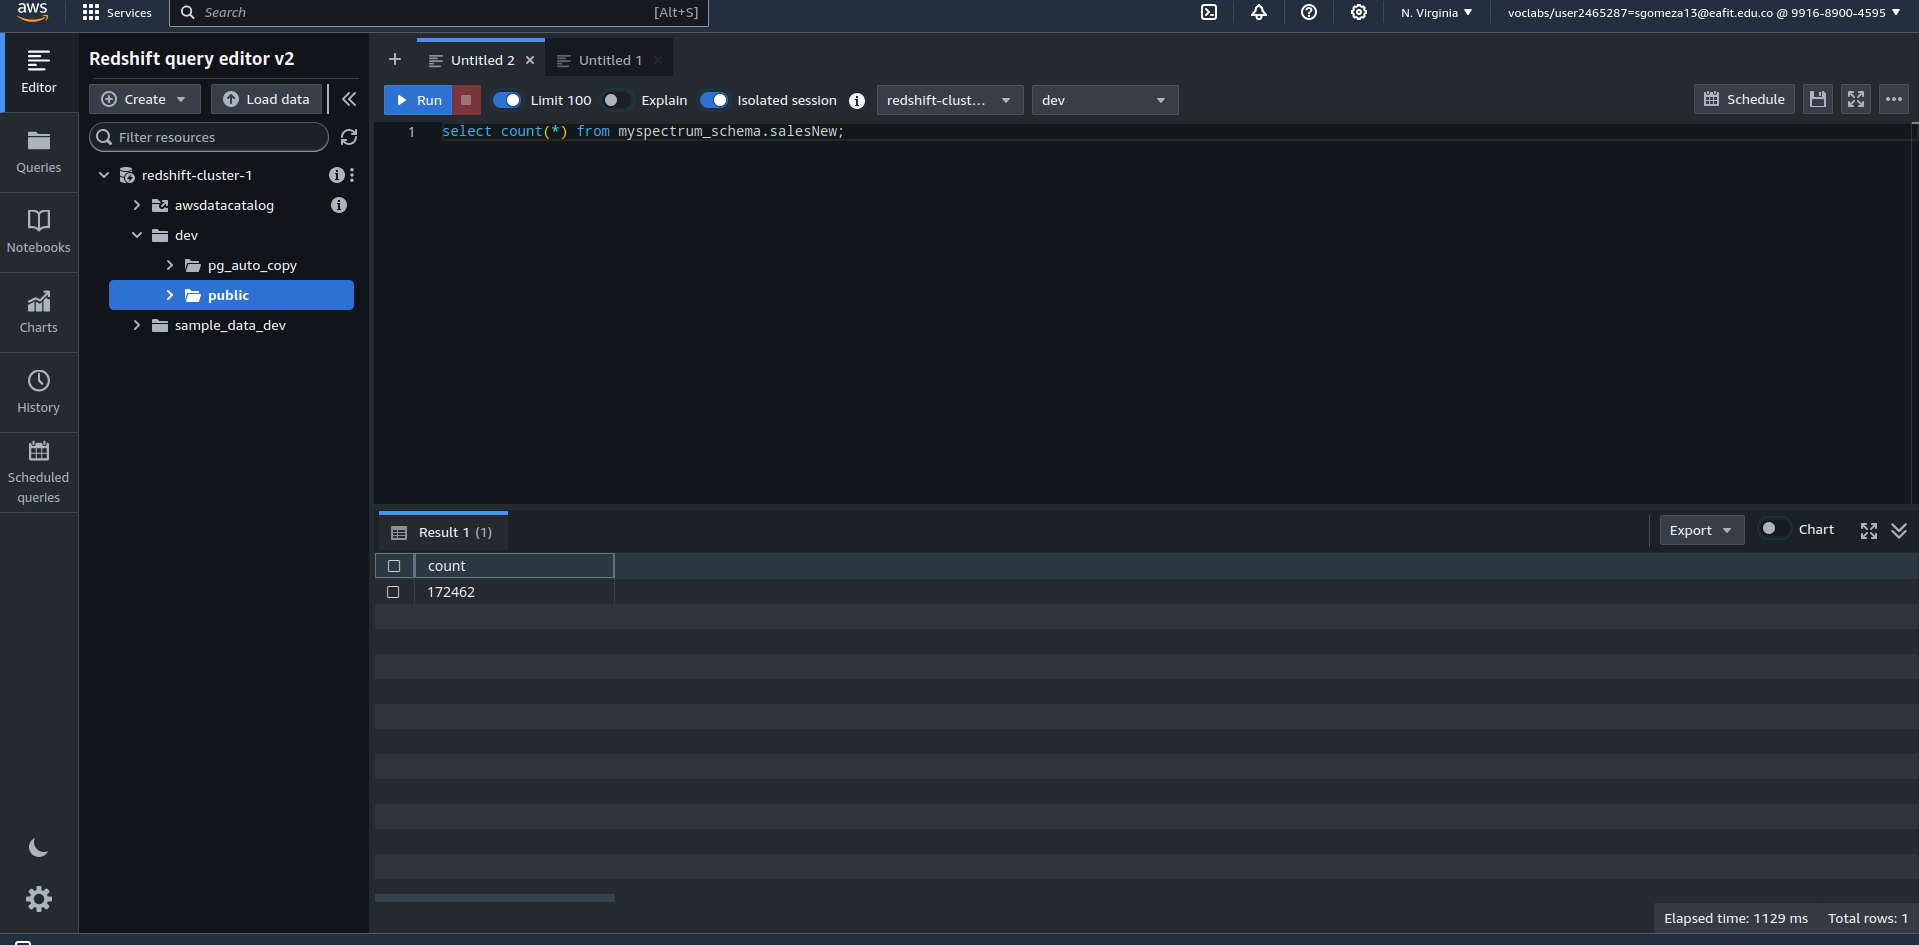 aws
Services
Search
[Alt+S]
N. Virginia
voclabs/user2465287=sgomeza13@eafit.edu.co @ 9916-8900-4595
Editor
Queries
Notebooks
Charts
History
Scheduled
queries
Redshift query editor v2
Create
Load data
Filter resources
redshift-cluster-1
awsdatacatalog
dev
pg_auto_copy
public
sample_data_dev
Untitled 2
Untitled 1
Run
Limit 100
Explain
Isolated session
redshift-clust...
dev
Schedule
1 select count(*) from myspectrum_schema.salesNew;
Result 1 (1)
Export
Chart
count
172462
Elapsed time: 1129 ms
Total rows: 1